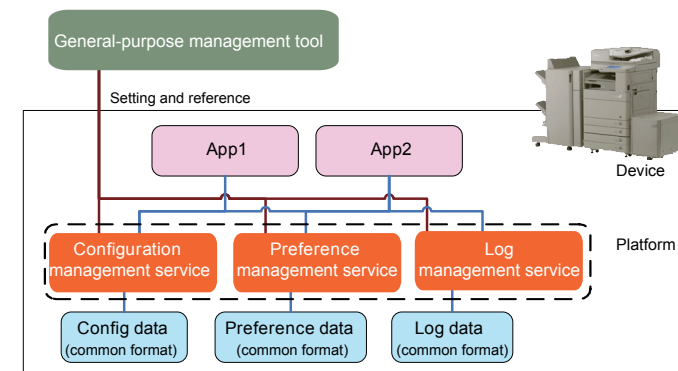 General-purpose management tool
Setting and reference
App1
App2
Device
Configuration
management service
Preference
management service
Log
management service
Platform
Config data
(common format)
Preference data
(common format)
Log data
(common format)